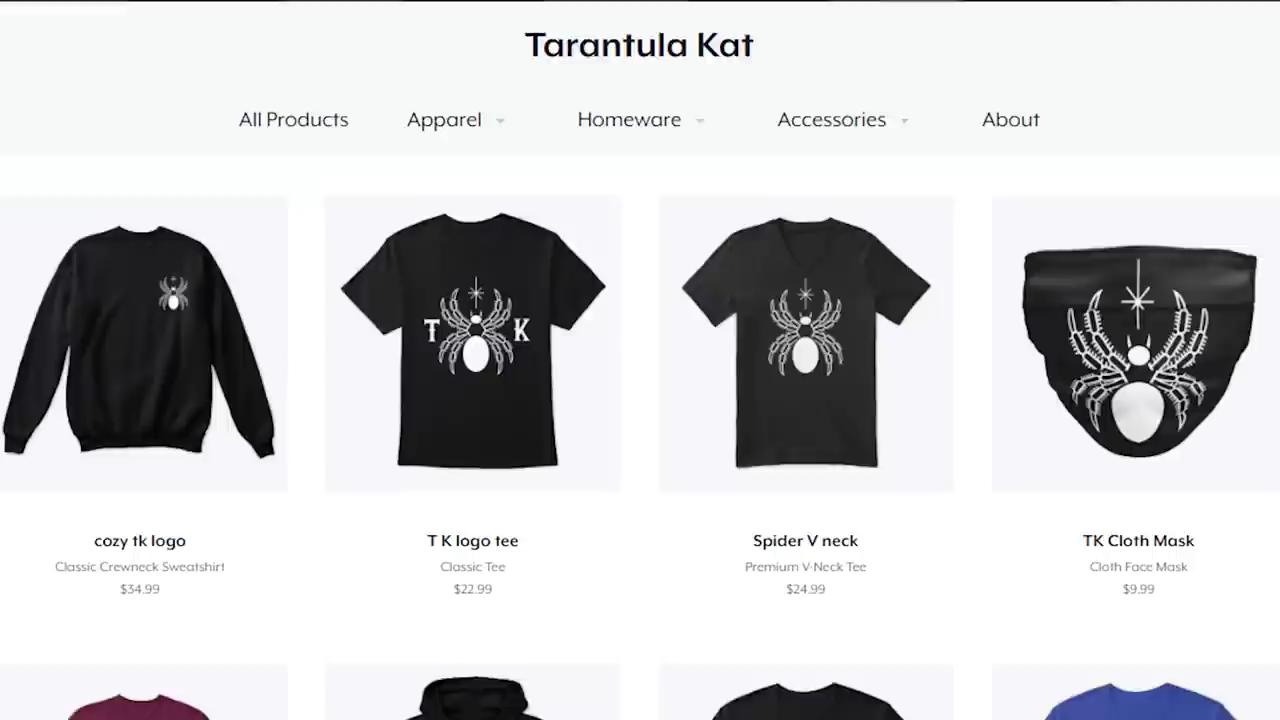 Tarantula Kat
All Products Apparel Homeware Accessories About
T K
cozy tk logo
Classic Crewneck Sweatshirt
$34.99
T K logo tee
Classic Tee
$22.99
Spider V neck
Premium V-Neck Tee
$24.99
TK Cloth Mask
Cloth Face Mask
$9.99